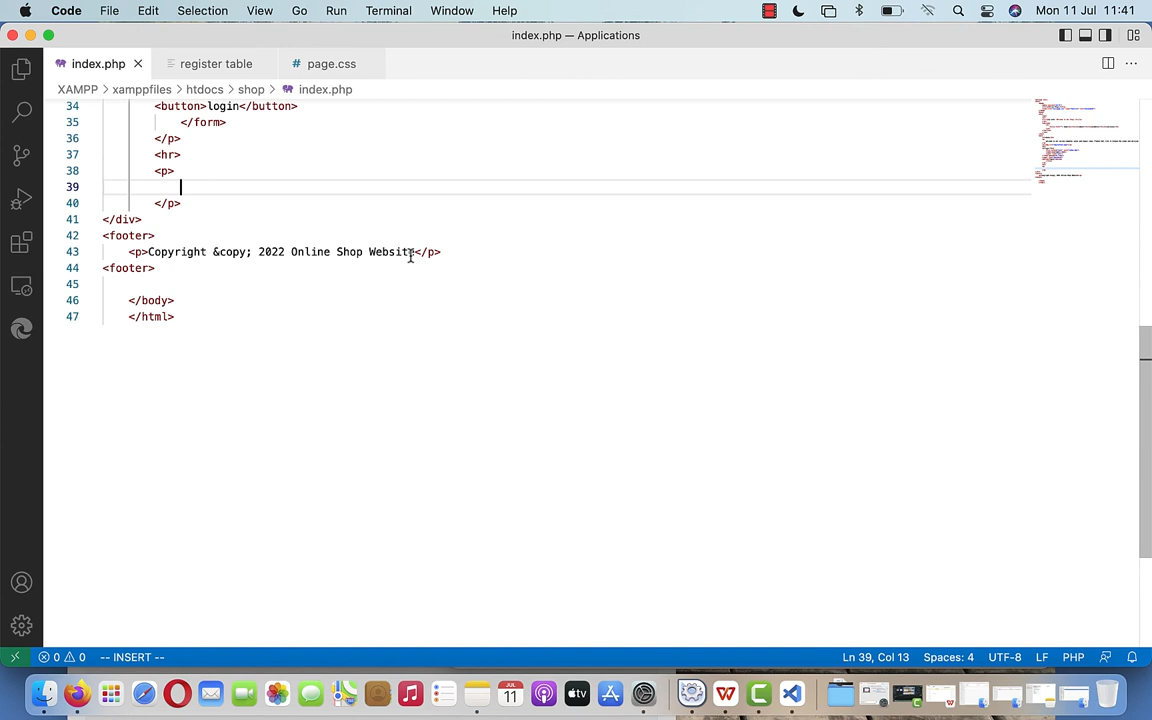 Code File Edit Selection View Go Run Terminal Window Help Mon 11 Jul 11:41
index.php — Applications
index.php register table # page.css
XAMPP > xamppfiles > htdocs > shop > index.php
34 <button>login</button>
35 </form>
36 </p>
37 <hr>
38 <p>
39
40 </p>
41 </div>
42 <footer>
43 <p>Copyright &copy; 2022 Online Shop Website</p>
44 <footer>
45
46 </body>
47 </html>
0 0 -- INSERT -- Ln 39, Col 13 Spaces: 4 UTF-8 LF PHP
JUL
11
tv